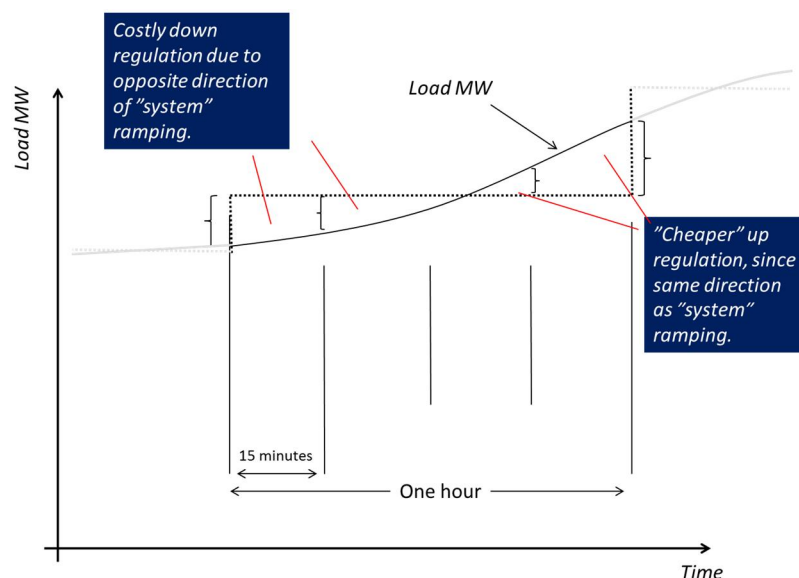 Costly down
regulation due to
opposite direction
of ”system”
ramping.
Load MW
Load MW
”Cheaper” up
regulation, since
same direction
as ”system”
ramping.
15 minutes
One hour
Time